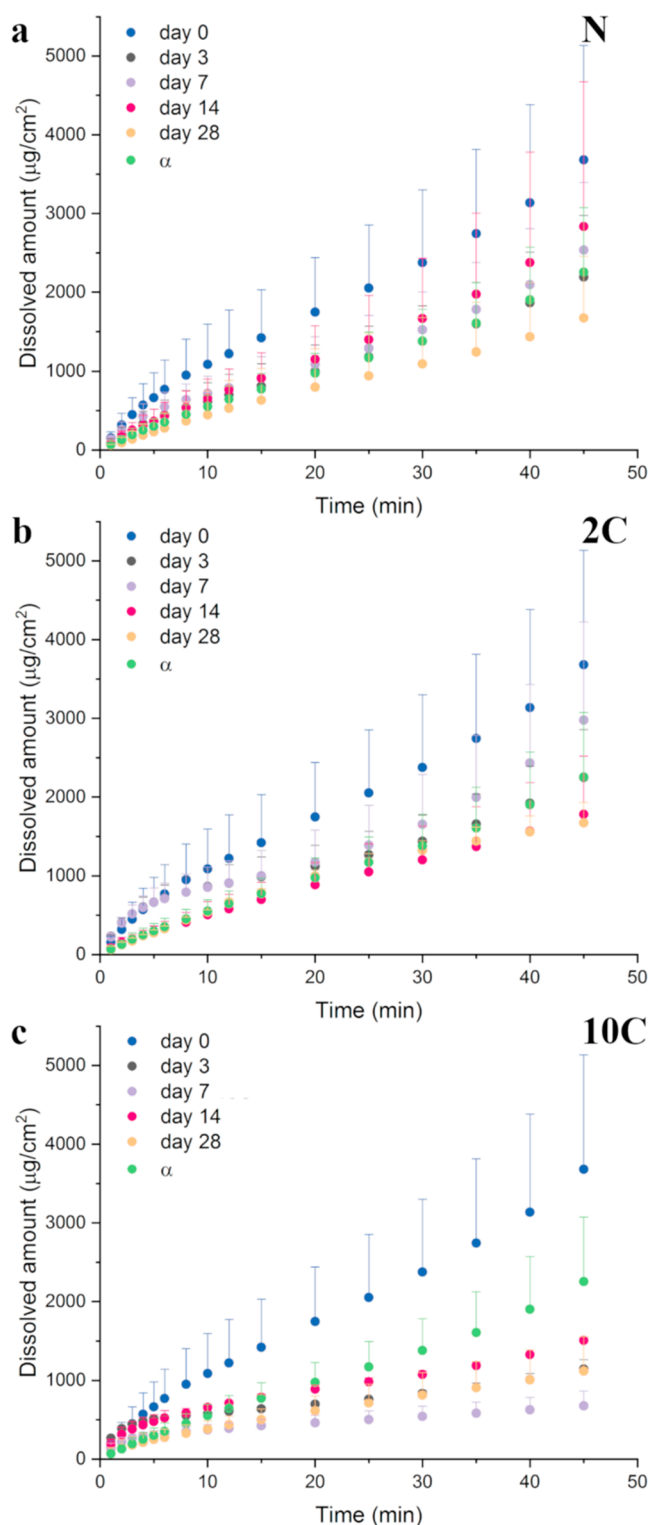 a
N
day 0
day 3
day 7
day 14
day 28
α
5000
4000
3000
2000
1000
0
Dissolved amount (μg/cm²)
0 10 20 30 40 50
Time (min)
b
2C
day 0
day 3
day 7
day 14
day 28
α
5000
4000
3000
2000
1000
0
Dissolved amount (μg/cm²)
0 10 20 30 40 50
Time (min)
c
10C
day 0
day 3
day 7
day 14
day 28
α
5000
4000
3000
2000
1000
0
Dissolved amount (μg/cm²)
0 10 20 30 40 50
Time (min)